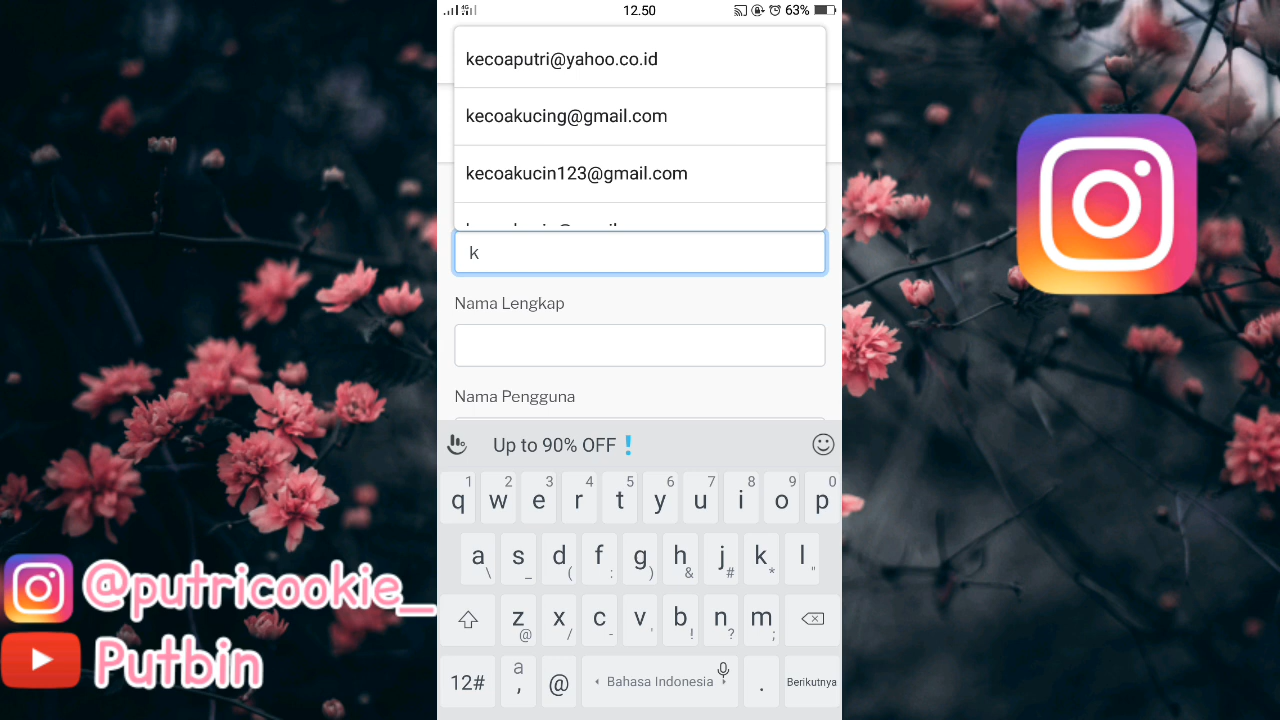 12.50
63%
kecoaputri@yahoo.co.id
kecoakucing@gmail.com
kecoakucin123@gmail.com
k
Nama Lengkap
Nama Pengguna
Up to 90% OFF❗
1 2 3 4 5 6 7 8 9 0
q w e r t y u i o p
a s d f g h j k l
\ _ ( : ) & # * "
z x c v b n m
@ / - ' ! ? ;
12# a , @ Bahasa Indonesia . Berikutnya
@putricookie_
Putbin